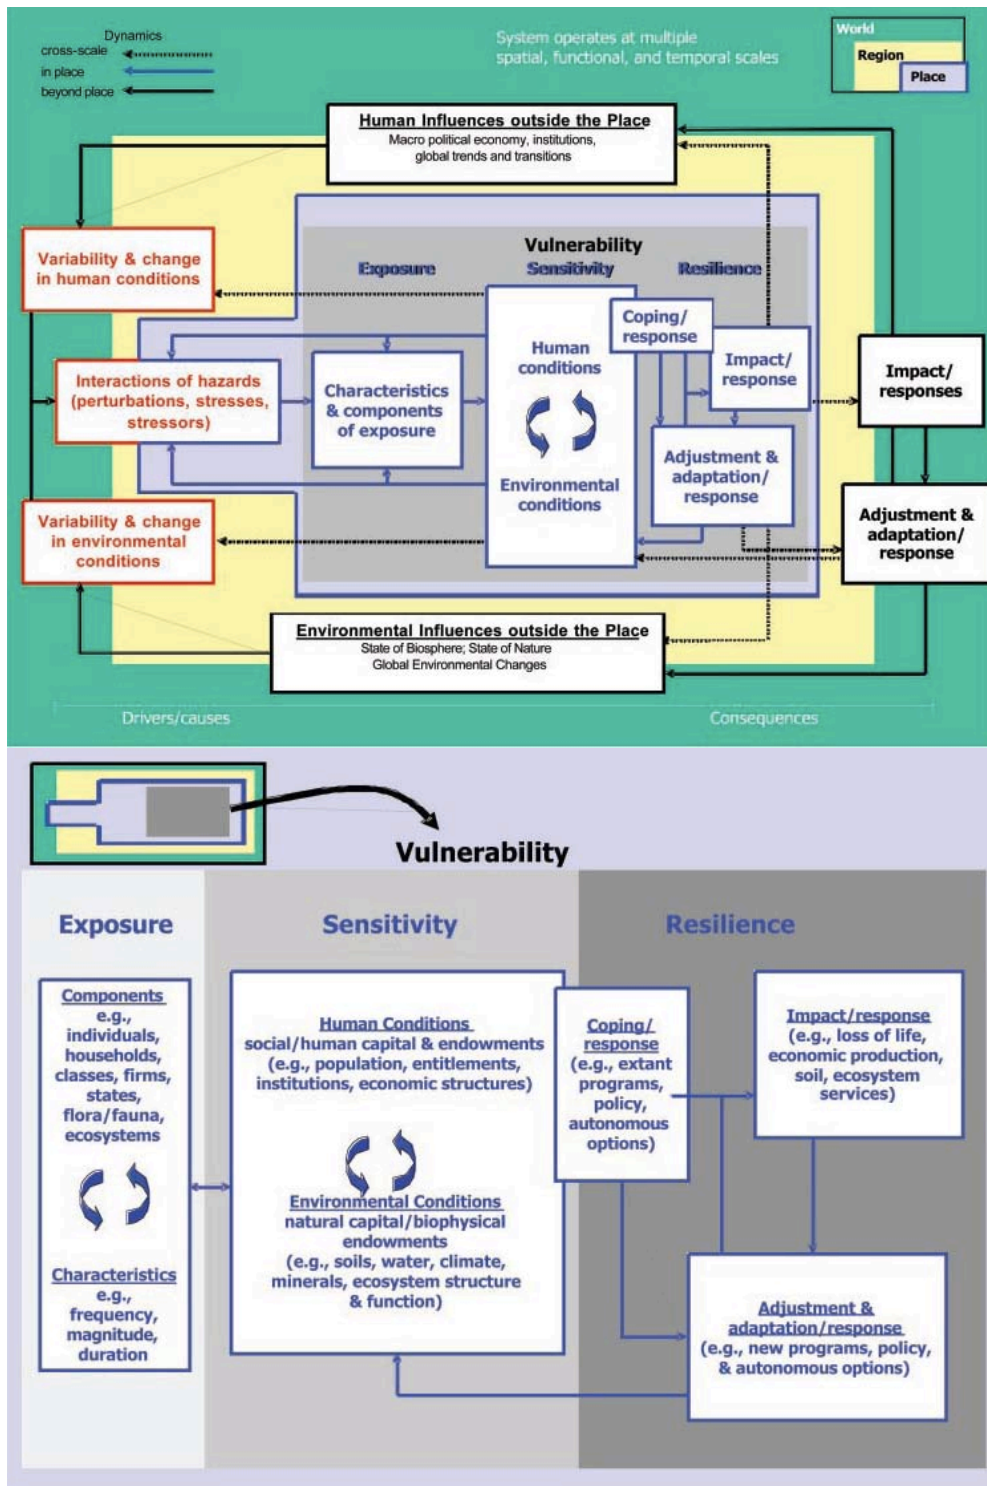 Dynamics
cross-scale
in place
beyond place
System operates at multiple
spatial, functional, and temporal scales
World
Region
Place
Human Influences outside the Place
Macro political economy, institutions,
global trends and transitions
Variability & change
in human conditions
Vulnerability
Exposure
Sensitivity
Resilience
Interactions of hazards
(perturbations, stresses,
stressors)
Characteristics
& components
of exposure
Human
conditions
Environmental
conditions
Coping/
response
Impact/
response
Adjustment &
adaptation/
response
Impact/
responses
Adjustment &
adaptation/
response
Variability & change
in environmental
conditions
Environmental Influences outside the Place
State of Biosphere; State of Nature
Global Environmental Changes
Drivers/causes
Consequences
Vulnerability
Exposure
Components
e.g.,
individuals,
households,
classes, firms,
states,
flora/fauna,
ecosystems
Characteristics
e.g.,
frequency,
magnitude,
duration
Sensitivity
Human Conditions
social/human capital & endowments
(e.g., population, entitlements,
institutions, economic structures)
Environmental Conditions
natural capital/biophysical
endowments
(e.g., soils, water, climate,
minerals, ecosystem structure
& function)
Resilience
Coping/
response
(e.g., extant
programs,
policy,
autonomous
options)
Impact/response
(e.g., loss of life,
economic production,
soil, ecosystem
services)
Adjustment &
adaptation/response
(e.g., new programs, policy,
& autonomous options)